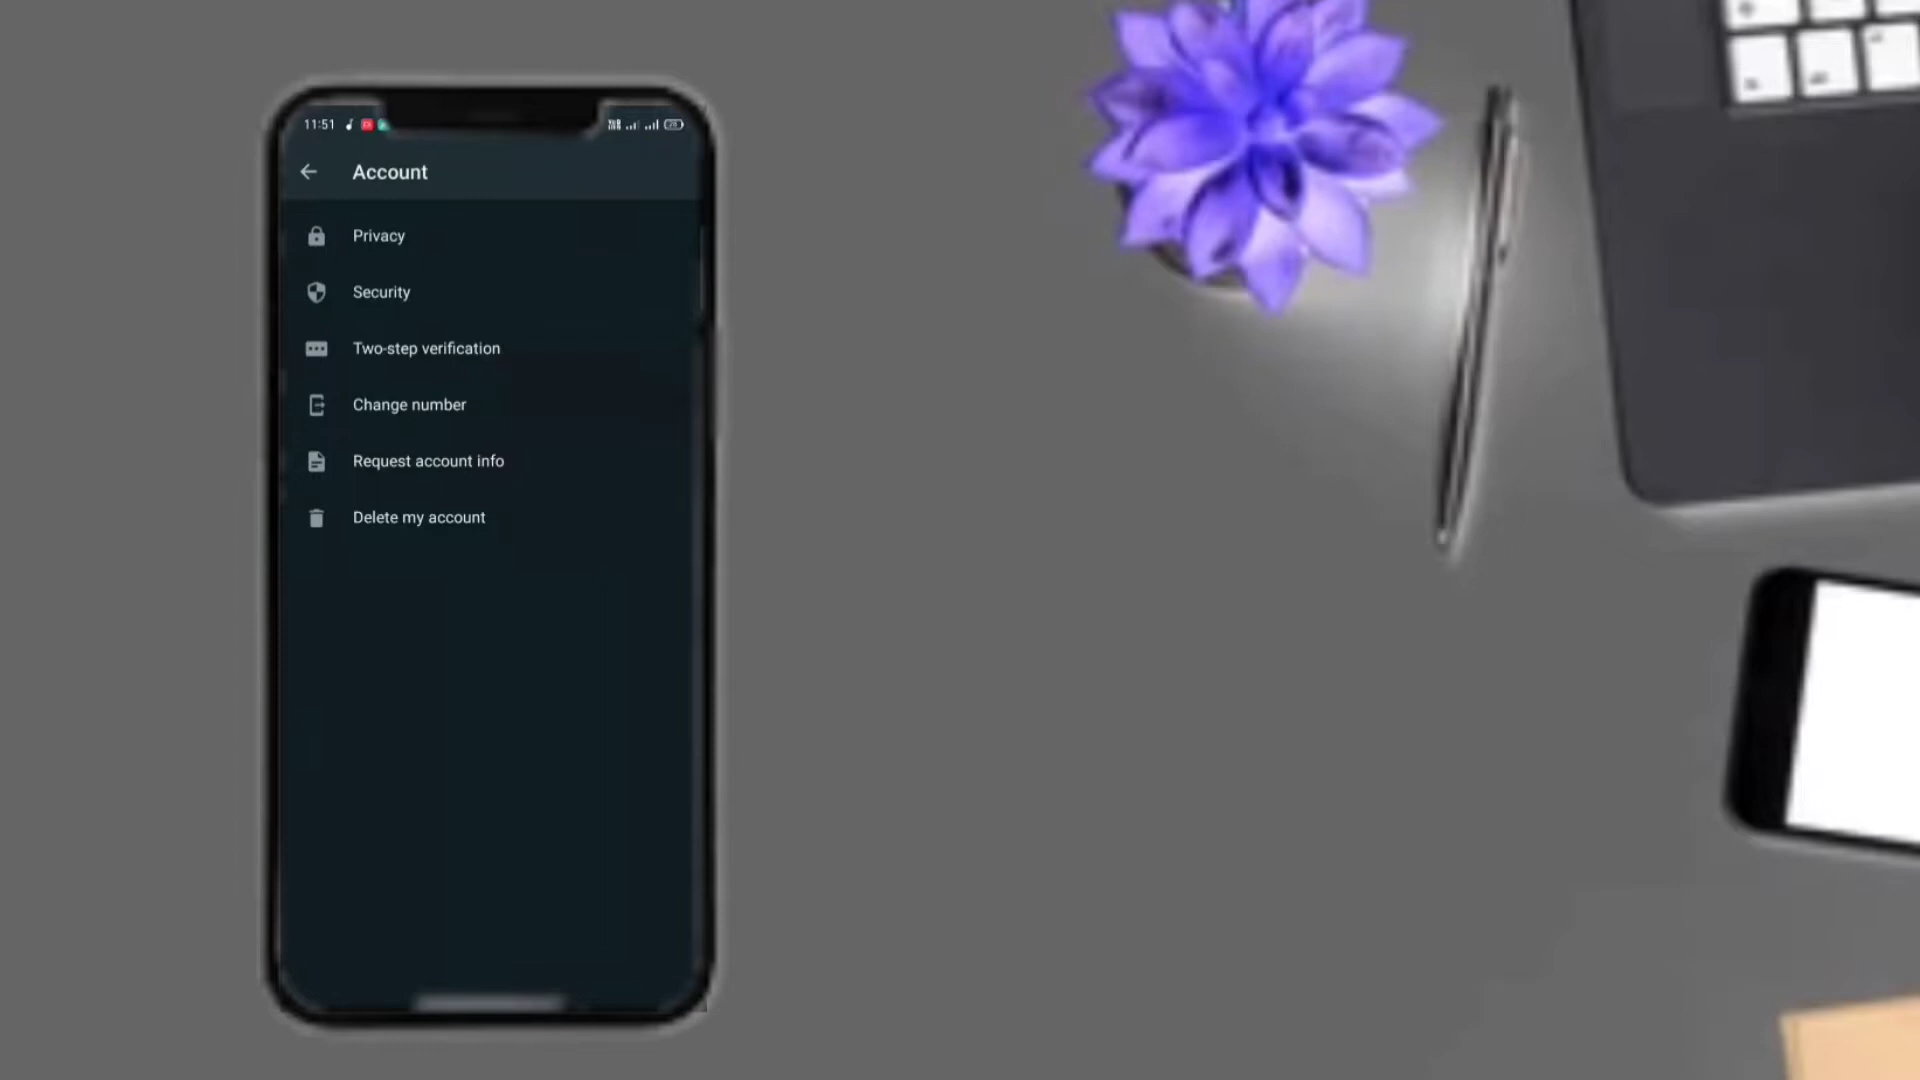 11:51
Account
Privacy
Security
Two-step verification
Change number
Request account info
Delete my account